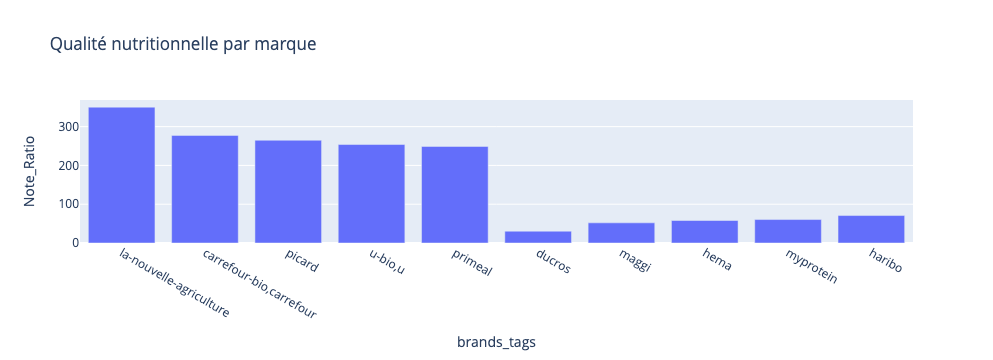 Qualité nutritionnelle par marque
Note_Ratio
300
200
100
0
la-nouvelle-agriculture
carrefour-bio,carrefour
picard
u-bio,u
primeal
ducros
maggi
hema
myprotein
haribo
brands_tags